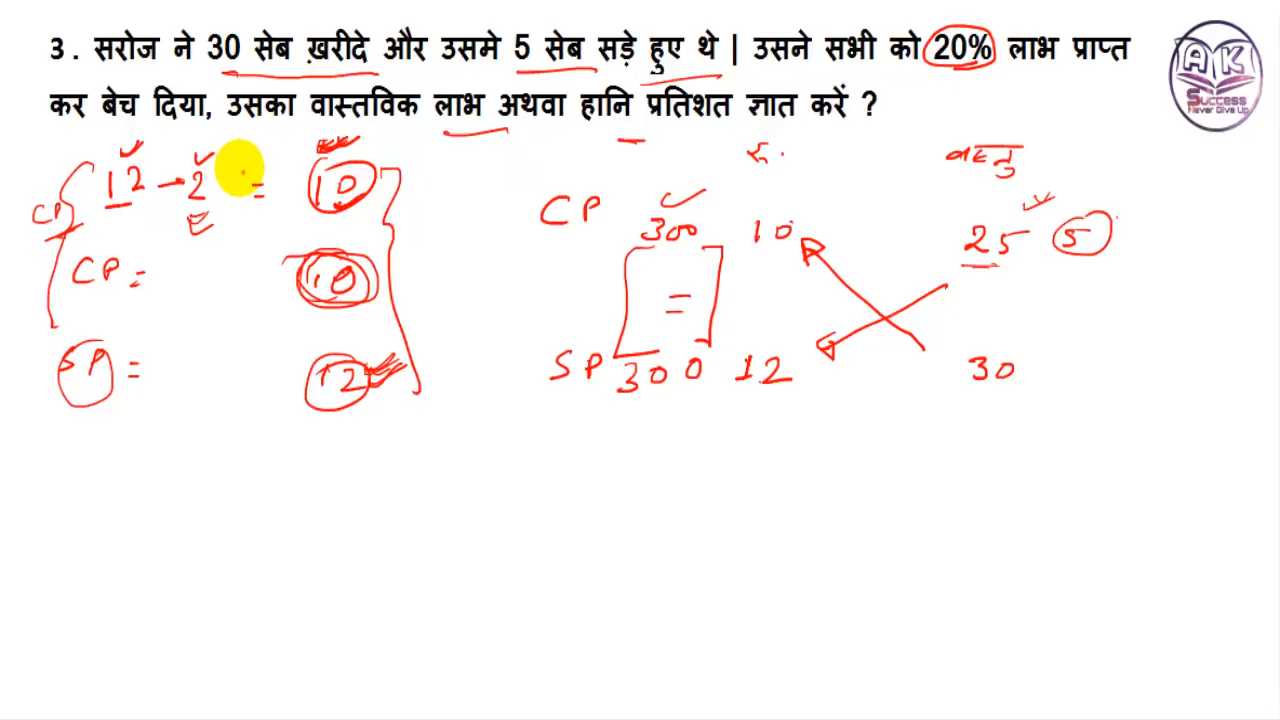 3. सरोज ने 30 सेब ख़रीदे और उसमे 5 सेब सड़े हुए थे | उसने सभी को 20% लाभ प्राप्त
कर बेच दिया, उसका वास्तविक लाभ अथवा हानि प्रतिशत ज्ञात करें ?
AK
Success
Never Give Up
रु. वस्तु
12 - 2 = 10
CP
CP 300 10 25 5
CP = 10
=
SP = 12
SP 300 12 30